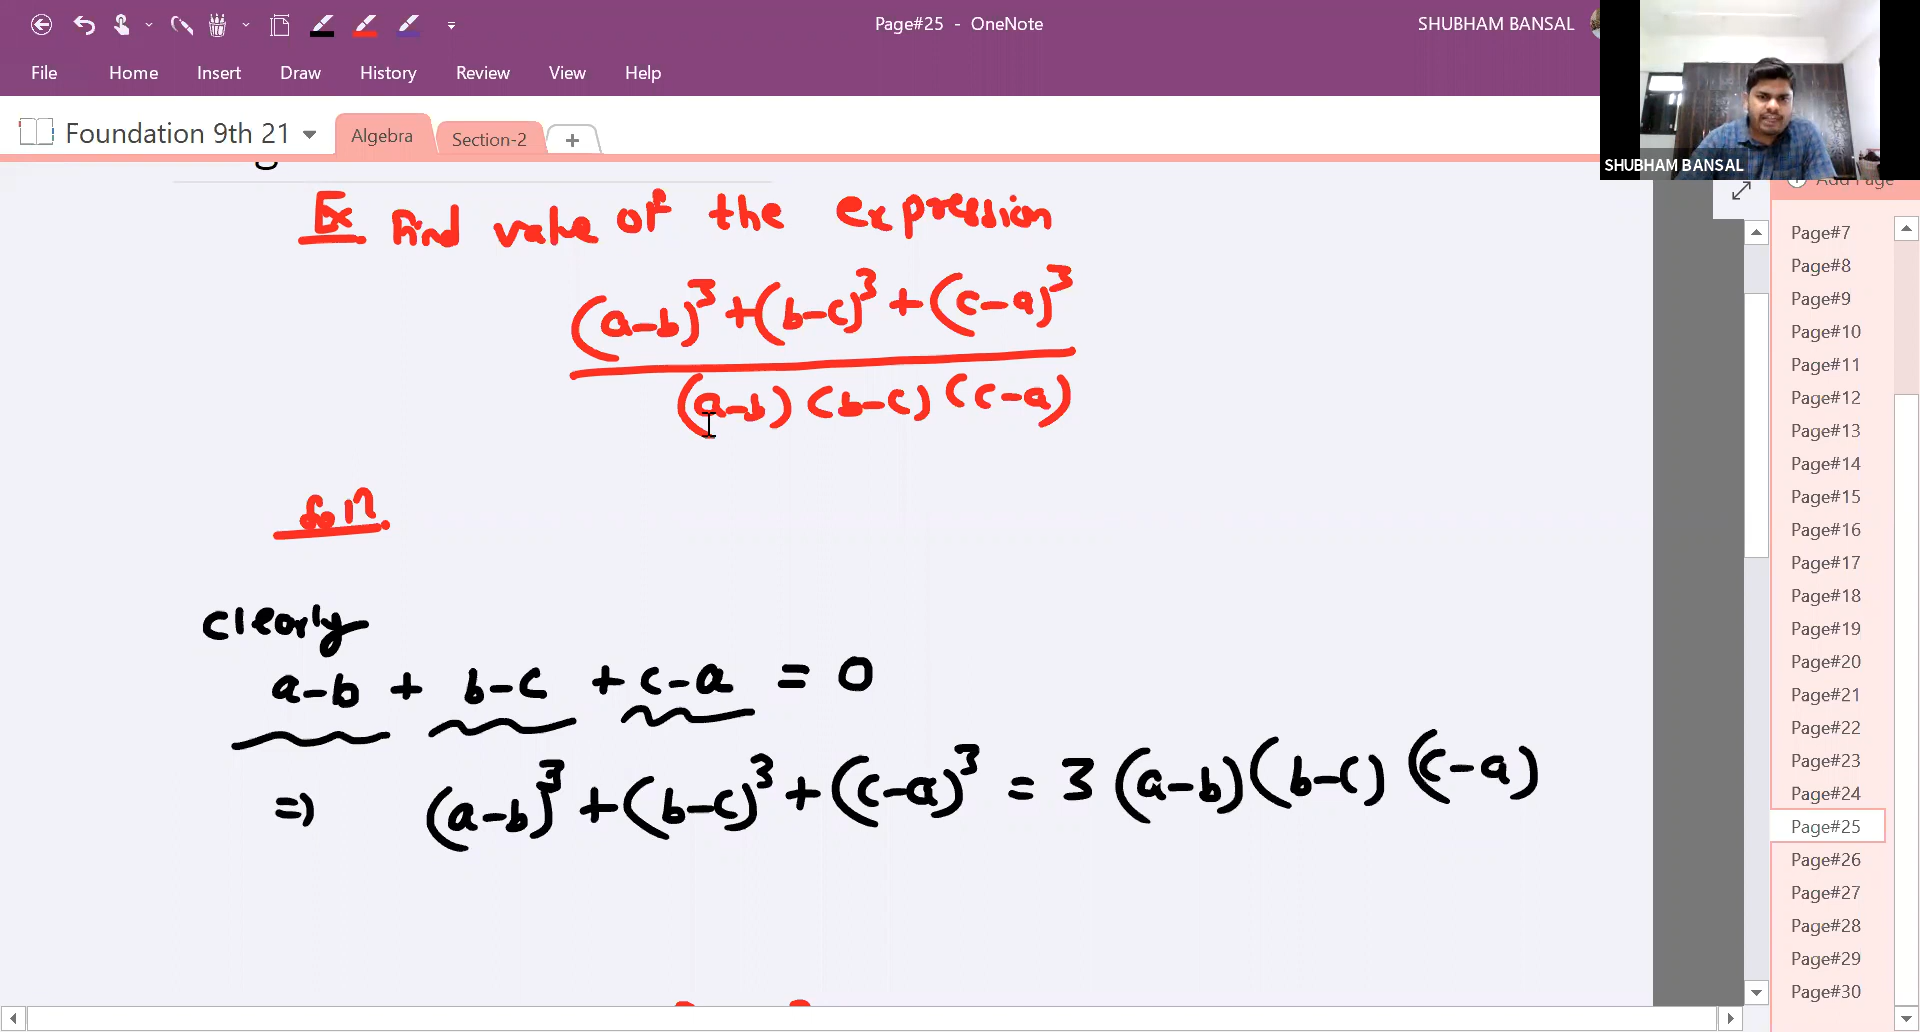 Page#25 - OneNote
SHUBHAM BANSAL
File Home Insert Draw History Review View Help
Foundation 9th 21
Algebra
Section-2
+
SHUBHAM BANSAL
Add Page
Ex Find value of the expression
(a-b)³+(b-c)³+(c-a)³
(a-b)(b-c)(c-a)
Solⁿ.
clearly
a-b + b-c + c-a = 0
=> (a-b)³+(b-c)³+(c-a)³ = 3(a-b)(b-c)(c-a)
Page#7
Page#8
Page#9
Page#10
Page#11
Page#12
Page#13
Page#14
Page#15
Page#16
Page#17
Page#18
Page#19
Page#20
Page#21
Page#22
Page#23
Page#24
Page#25
Page#26
Page#27
Page#28
Page#29
Page#30